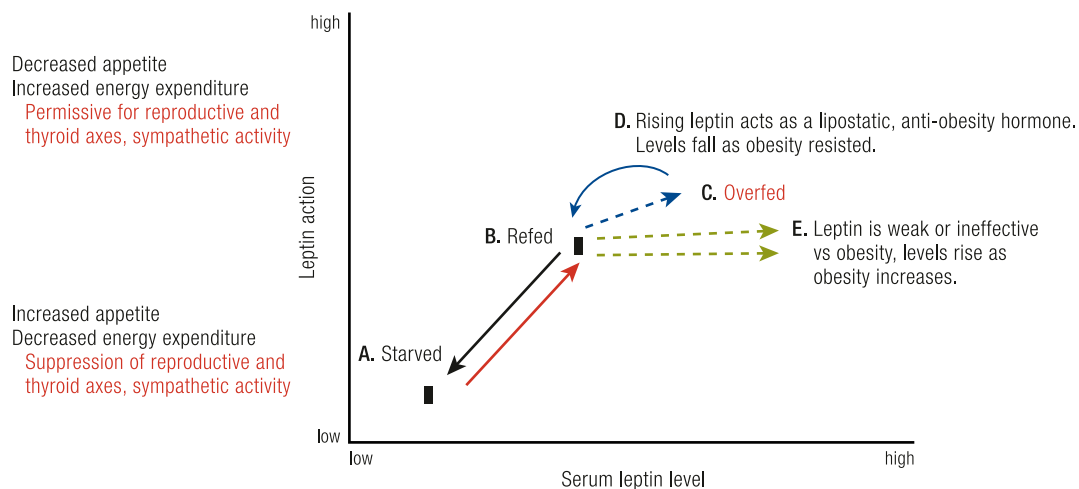 high
Decreased appetite
Increased energy expenditure
Permissive for reproductive and
thyroid axes, sympathetic activity
D. Rising leptin acts as a lipostatic, anti-obesity hormone.
Levels fall as obesity resisted.
C. Overfed
Leptin action
B. Refed
E. Leptin is weak or ineffective
vs obesity, levels rise as
obesity increases.
Increased appetite
Decreased energy expenditure
Suppression of reproductive and
thyroid axes, sympathetic activity
A. Starved
low
low
high
Serum leptin level